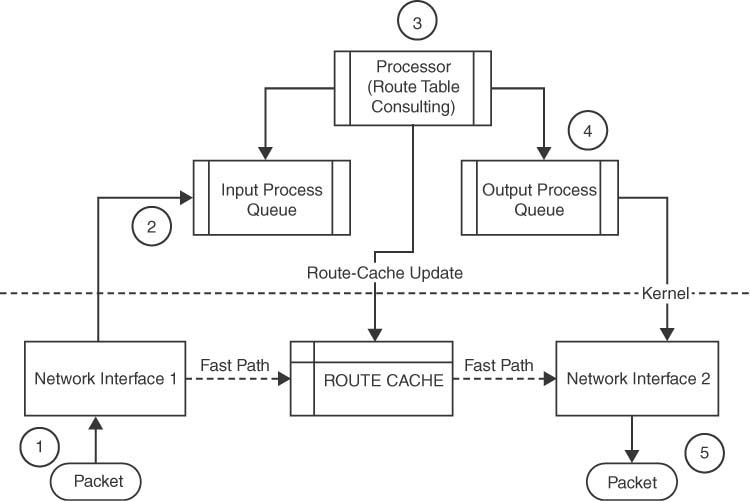 3
Processor
(Route Table
Consulting)
4
Input Process
Queue
Output Process
Queue
2
Route-Cache Update
Kernel
Network Interface 1
Fast Path
ROUTE CACHE
Fast Path
Network Interface 2
1
5
Packet
Packet